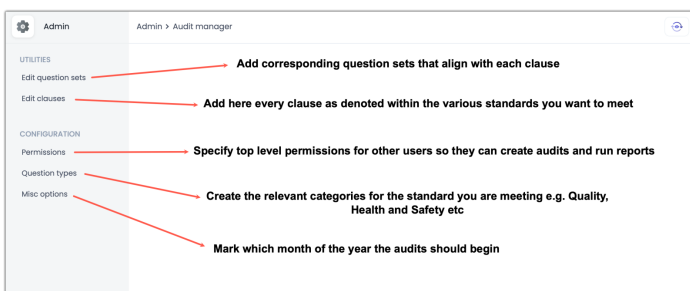 Admin
Admin > Audit manager
UTILITIES
Add corresponding question sets that align with each clause
Edit question sets
Edit clauses
Add here every clause as denoted within the various standards you want to meet
CONFIGURATION
Permissions
Specify top level permissions for other users so they can create audits and run reports
Question types
Misc options
Create the relevant categories for the standard you are meeting e.g. Quality,
Health and Safety etc
Mark which month of the year the audits should begin